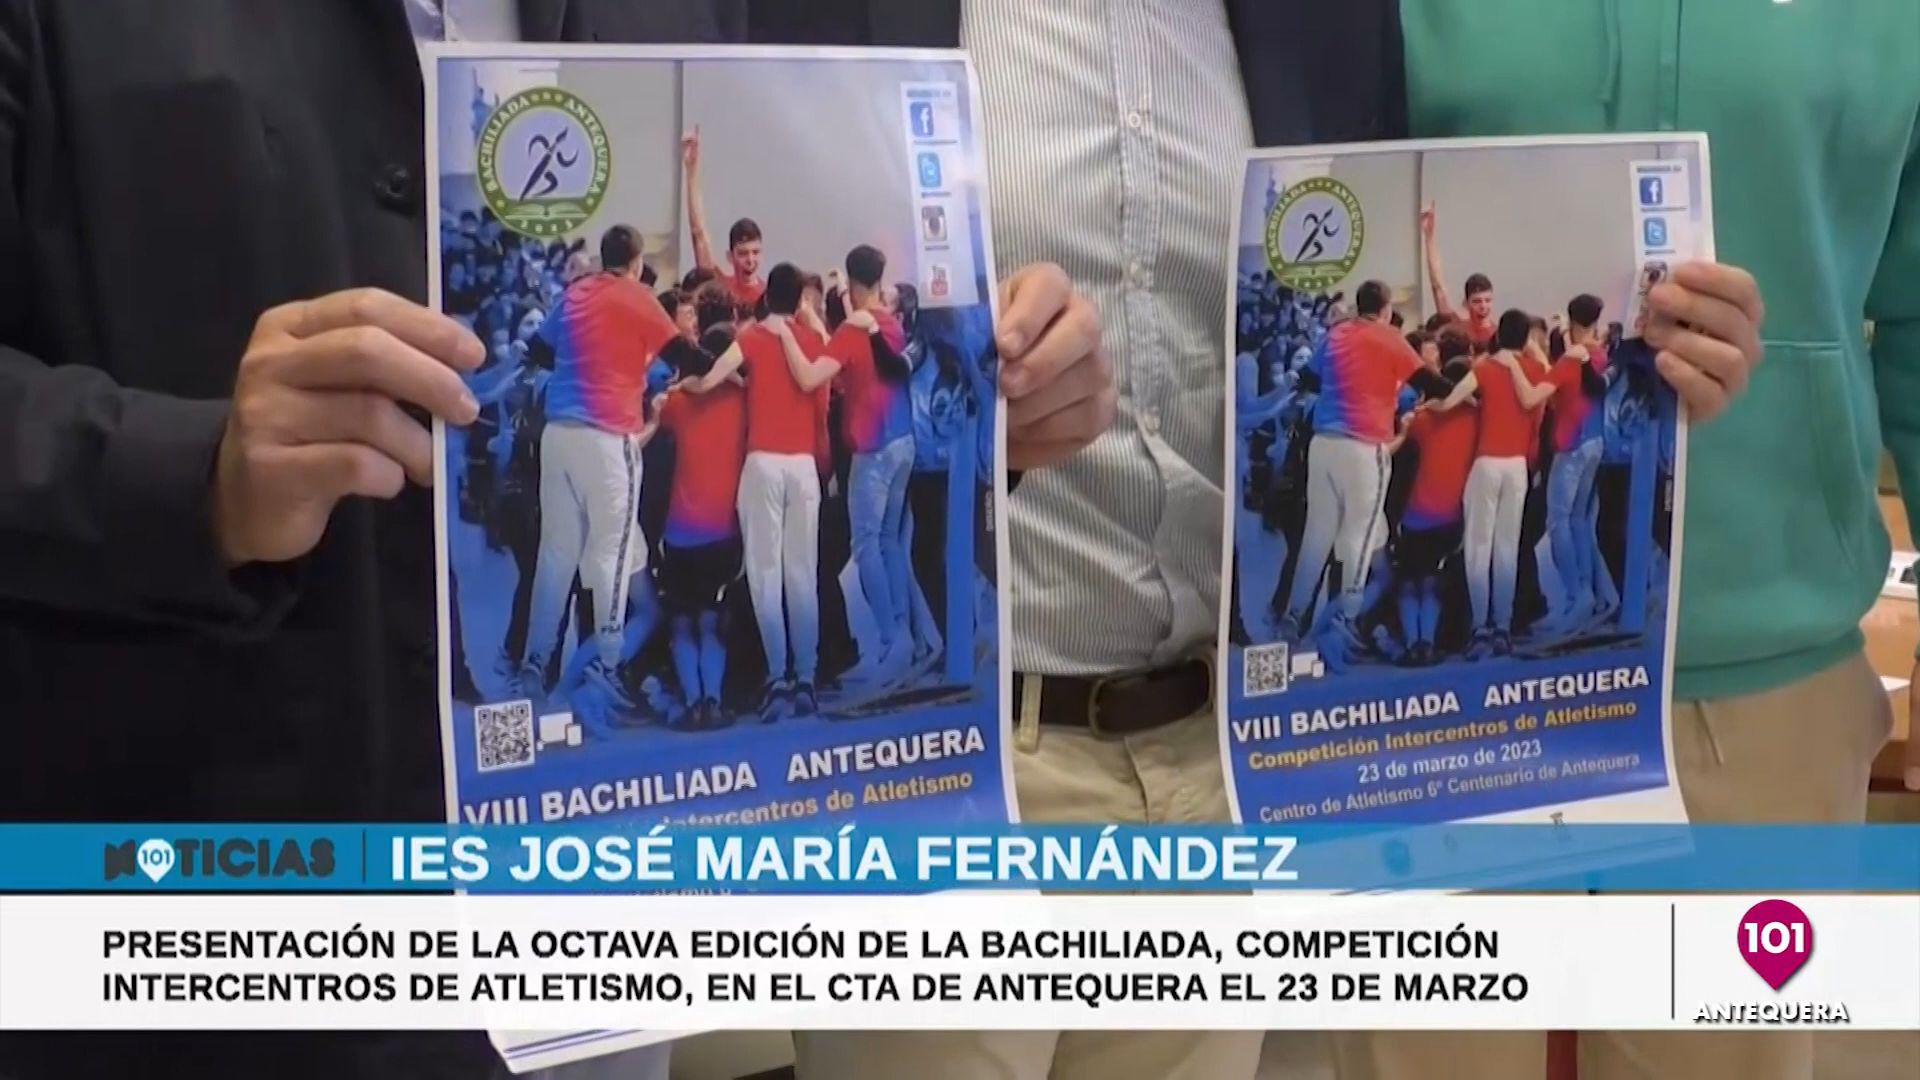 BACHILIADA ANTEQUERA
2023
VIII BACHILIADA ANTEQUERA
Intercentros de Atletismo
BACHILIADA ANTEQUERA
VIII BACHILIADA ANTEQUERA
Competición Intercentros de Atletismo
23 de marzo de 2023
Centro de Atletismo 6º Centenario de Antequera
FILA
NOTICIAS
101
IES JOSÉ MARÍA FERNÁNDEZ
PRESENTACIÓN DE LA OCTAVA EDICIÓN DE LA BACHILIADA, COMPETICIÓN
INTERCENTROS DE ATLETISMO, EN EL CTA DE ANTEQUERA EL 23 DE MARZO
101
ANTEQUERA